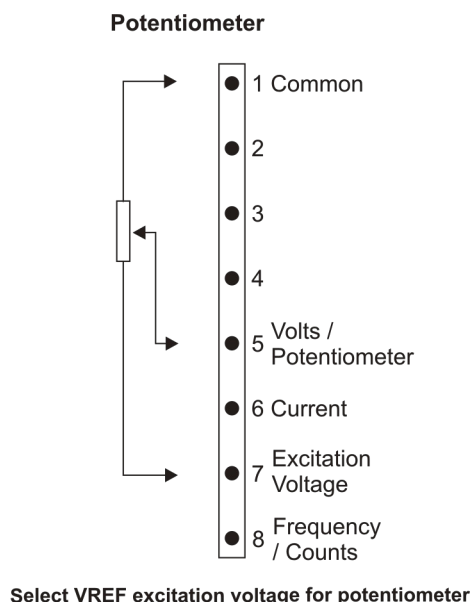 Potentiometer
1 Common
2
3
4
5 Volts /
Potentiometer
6 Current
7 Excitation
Voltage
8 Frequency
/ Counts
Select VREF excitation voltage for potentiometer